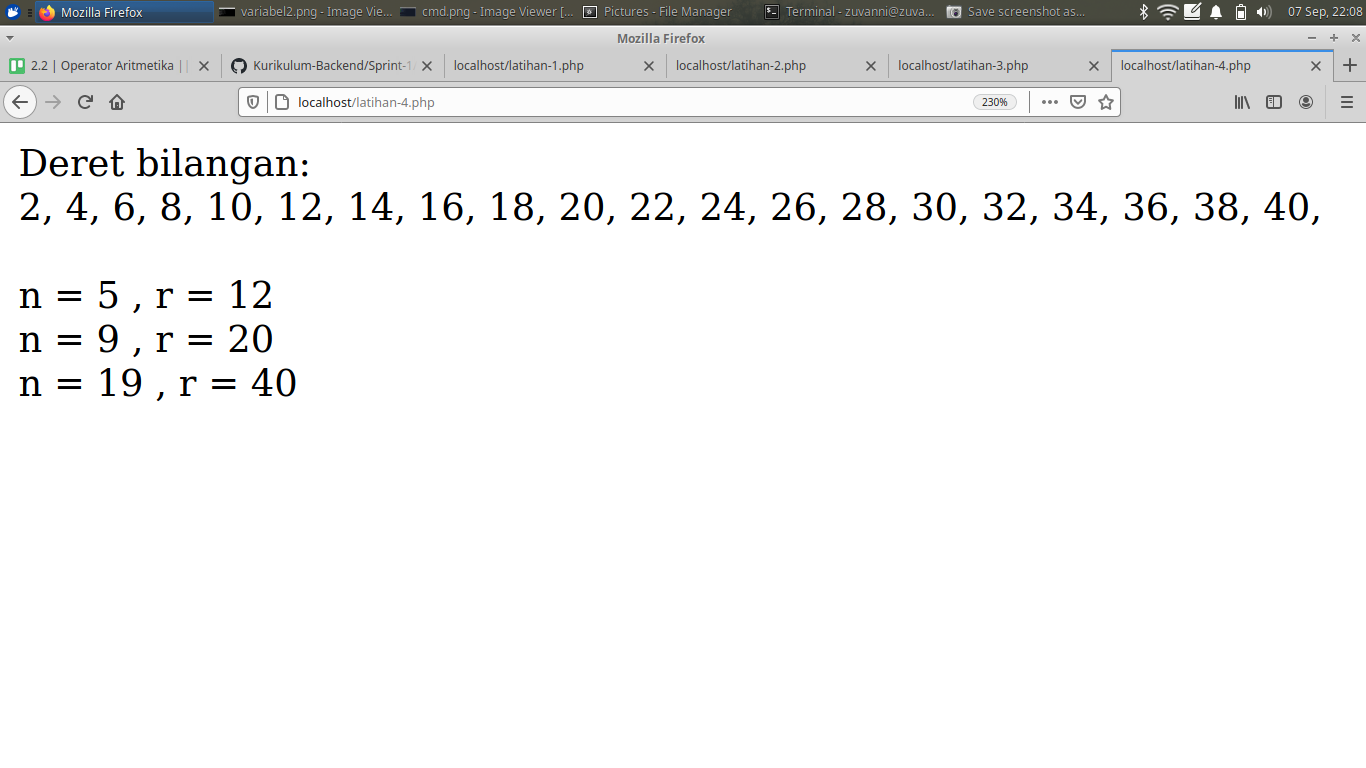 Mozilla Firefox
variabel2.png - Image Vie...
cmd.png - Image Viewer [...
Pictures - File Manager
Terminal - zuvanni@zuva...
Save screenshot as...
07 Sep, 22:08
Mozilla Firefox
2.2 | Operator Aritmetika |
Kurikulum-Backend/Sprint-1
localhost/latihan-1.php
localhost/latihan-2.php
localhost/latihan-3.php
localhost/latihan-4.php
localhost/latihan-4.php
230%
Deret bilangan:
2, 4, 6, 8, 10, 12, 14, 16, 18, 20, 22, 24, 26, 28, 30, 32, 34, 36, 38, 40,
n = 5 , r = 12
n = 9 , r = 20
n = 19 , r = 40